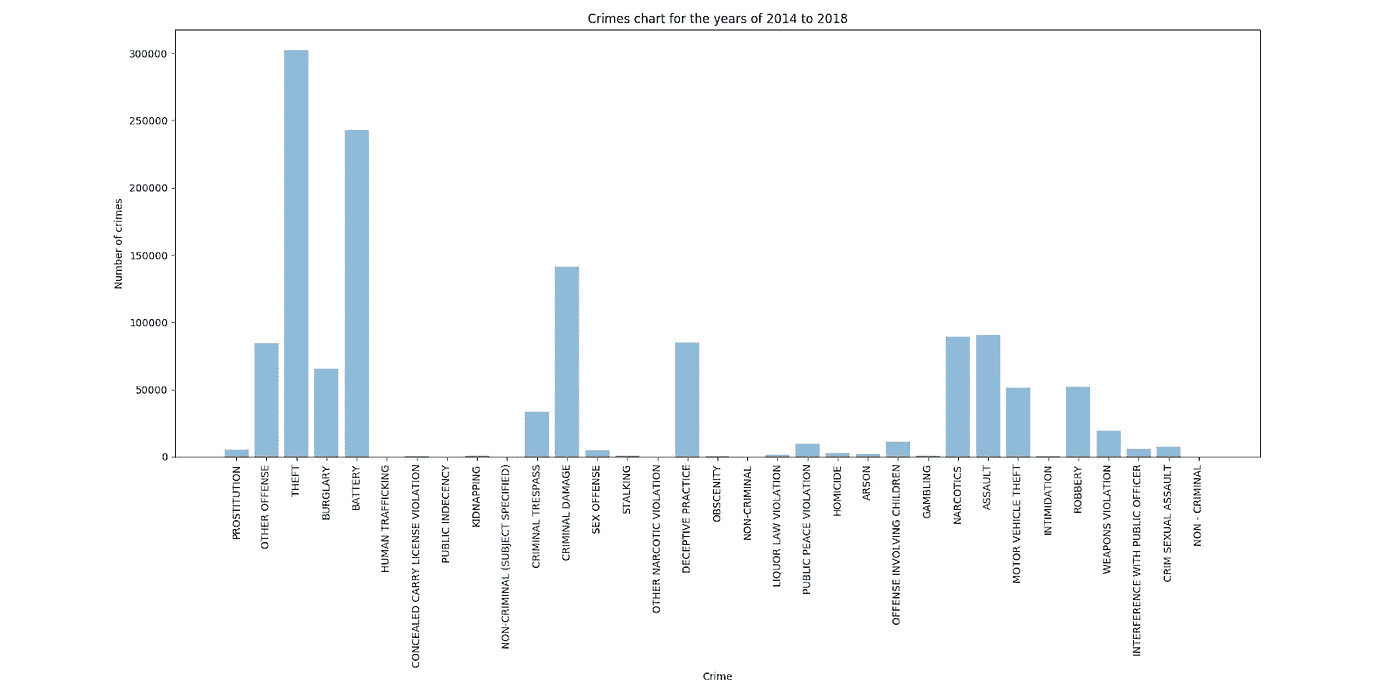 Crimes chart for the years of 2014 to 2018
300000
250000
200000
150000
100000
50000
0
Number of crimes
PROSTITUTION
OTHER OFFENSE
THEFT
BURGLARY
BATTERY
HUMAN TRAFFICKING
CONCEALED CARRY LICENSE VIOLATION
PUBLIC INDECENCY
KIDNAPPING
NON-CRIMINAL (SUBJECT SPECIFIED)
CRIMINAL TRESPASS
CRIMINAL DAMAGE
SEX OFFENSE
STALKING
OTHER NARCOTIC VIOLATION
DECEPTIVE PRACTICE
OBSCENITY
NON-CRIMINAL
LIQUOR LAW VIOLATION
PUBLIC PEACE VIOLATION
HOMICIDE
ARSON
OFFENSE INVOLVING CHILDREN
GAMBLING
NARCOTICS
ASSAULT
MOTOR VEHICLE THEFT
INTIMIDATION
ROBBERY
WEAPONS VIOLATION
INTERFERENCE WITH PUBLIC OFFICER
CRIM SEXUAL ASSAULT
NON - CRIMINAL
Crime